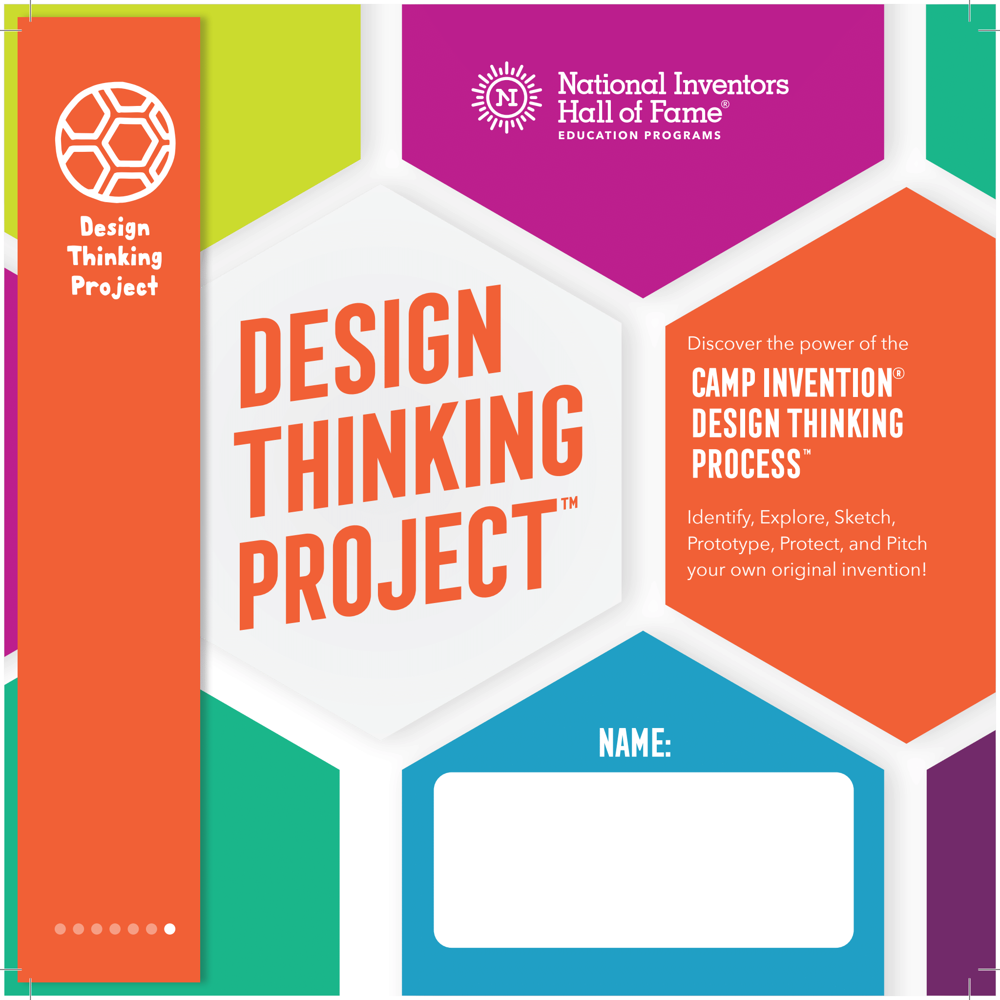 Design
Thinking
Project
N
National Inventors
Hall of Fame®
EDUCATION PROGRAMS
DESIGN
THINKING
PROJECT™
Discover the power of the
CAMP INVENTION®
DESIGN THINKING
PROCESS™
Identify, Explore, Sketch,
Prototype, Protect, and Pitch
your own original invention!
NAME: